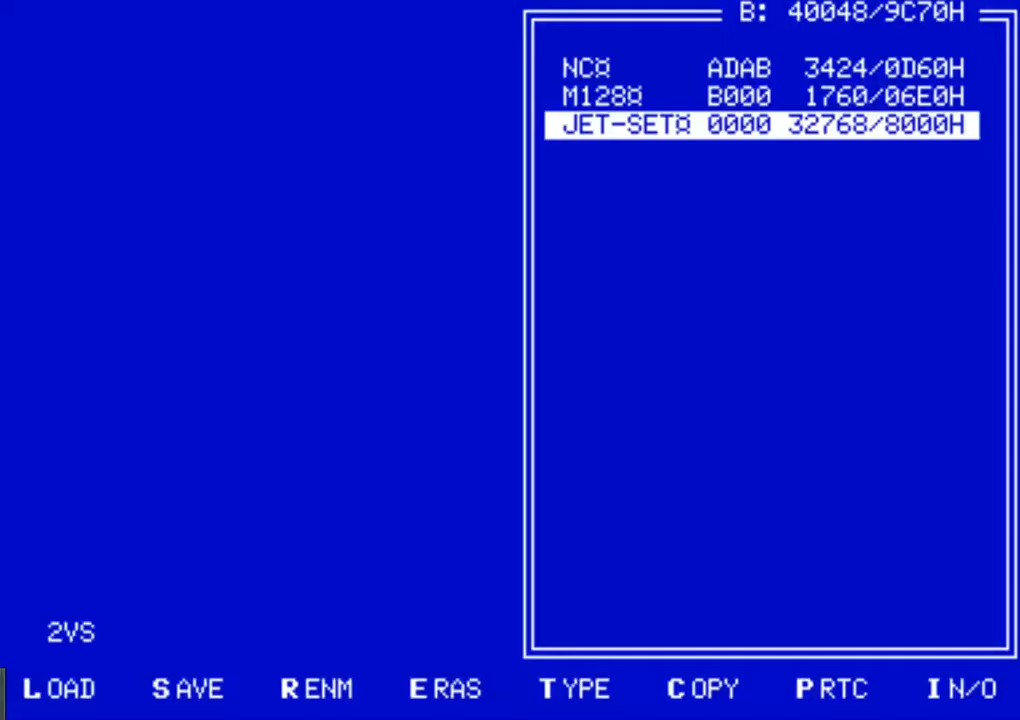 B: 40048/9C70H
NC¤ ADAB 3424/0D60H
M128¤ B000 1760/06E0H
JET-SET¤ 0000 32768/8000H
2VS
LOAD SAVE RENM ERAS TYPE COPY PRTC IN/O